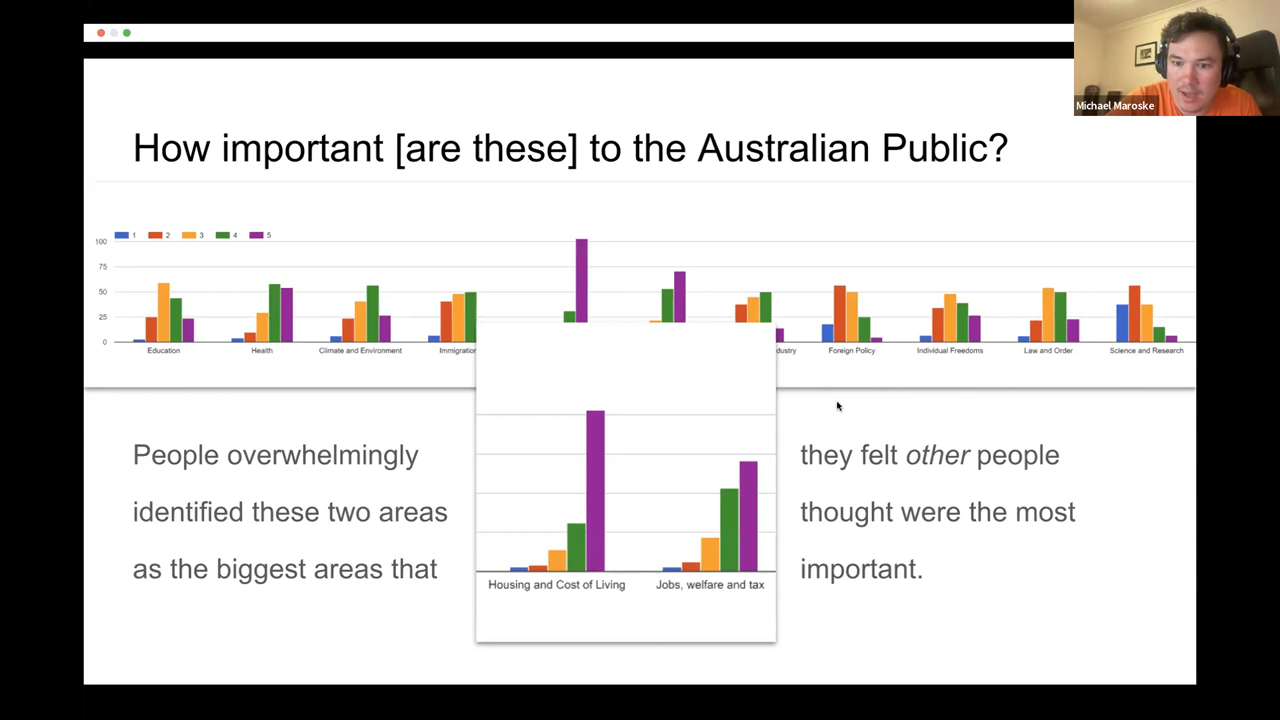 Michael Maroske
How important [are these] to the Australian Public?
1 2 3 4 5
100
75
50
25
0
Education Health Climate and Environment Immigration Foreign Policy Individual Freedoms Law and Order Science and Research
People overwhelmingly
identified these two areas
as the biggest areas that
Housing and Cost of Living Jobs, welfare and tax
they felt other people
thought were the most
important.